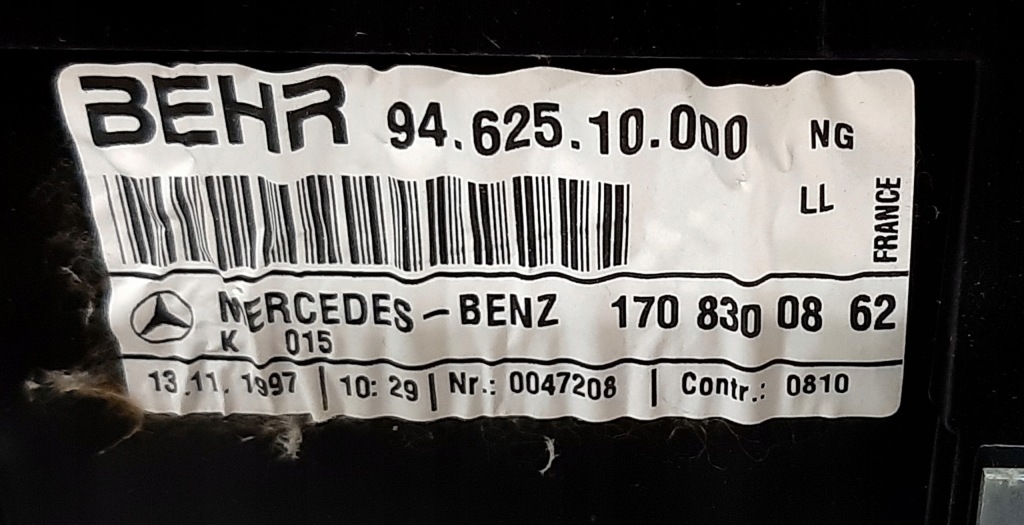 BEHR 94.625.10.000 NG
LL
FRANCE
MERCEDES-BENZ 170 830 08 62
K 015
13.11.1997 | 10:29 | Nr.: 0047208 | Contr.: 0810